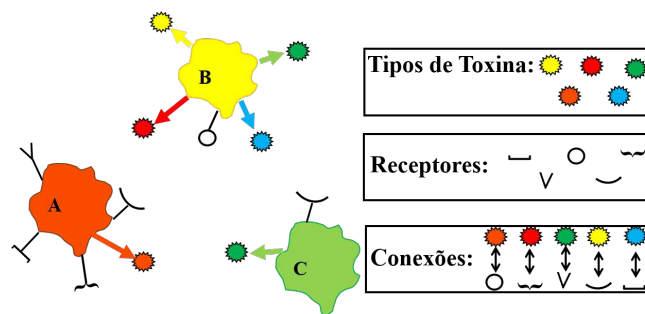 B
A
C
Tipos de Toxina:
Receptores:
Conexões: